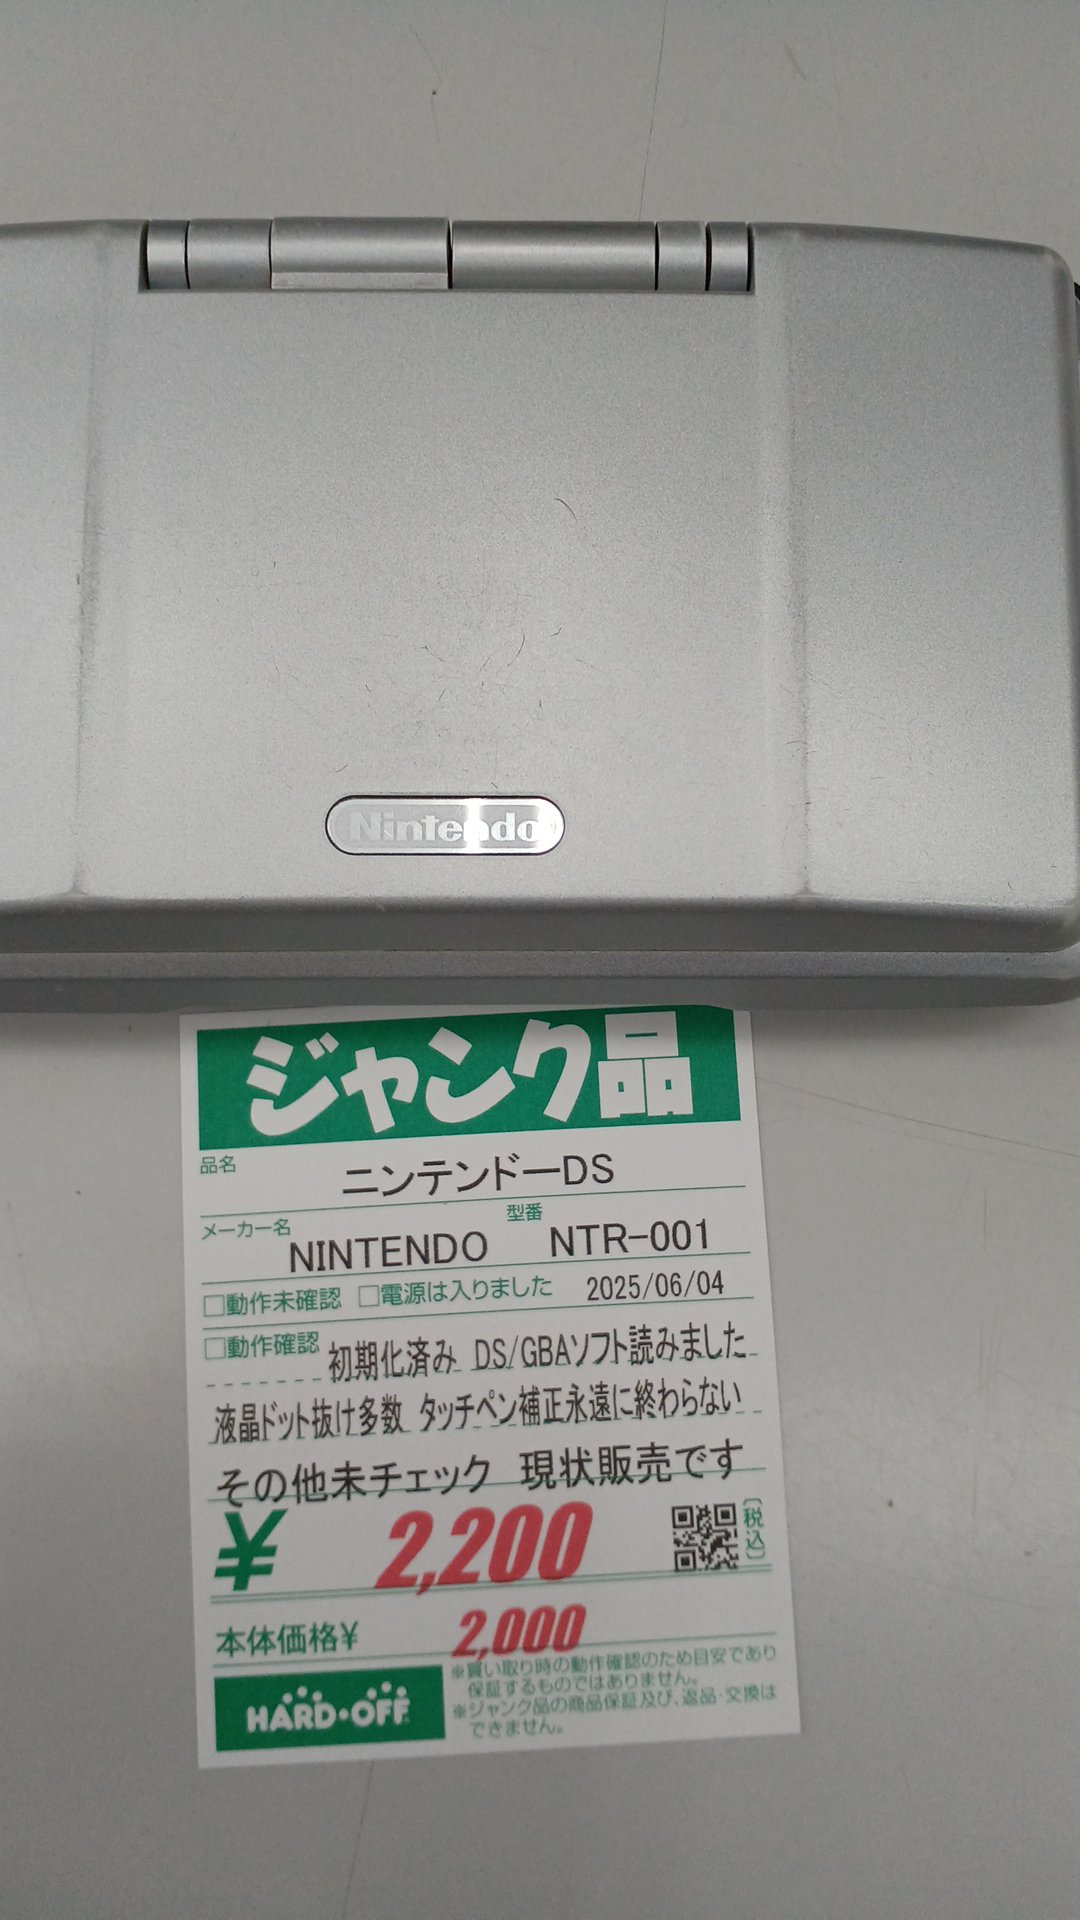 Nintendo
ジャンク品
品名
ニンテンドーDS
メーカー名 型番
NINTENDO NTR-001
□動作未確認 □電源は入りました 2025/06/04
□動作確認 初期化済み DS/GBAソフト読みました
液晶ドット抜け多数 タッチペン補正永遠に終わらない
その他未チェック 現状販売です
¥ 2,200 (税込)
本体価格¥ 2,000
HARD・OFF
※買い取り時の動作確認のため目安であり
保証するものではありません。
※ジャンク品の商品保証及び、返品・交換は
できません。